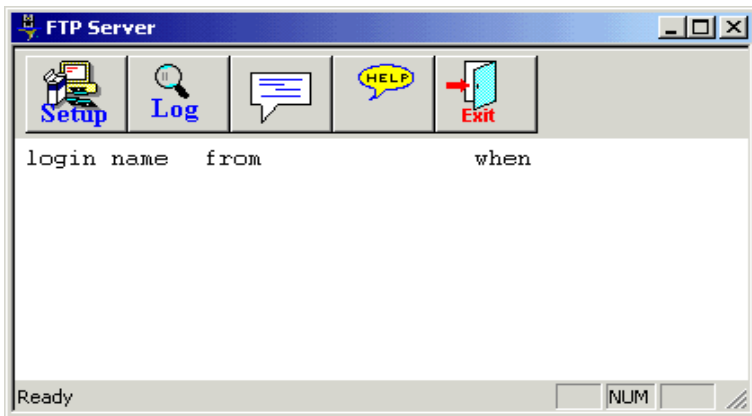 FTP Server
Setup Log HELP Exit
login name from when
Ready NUM